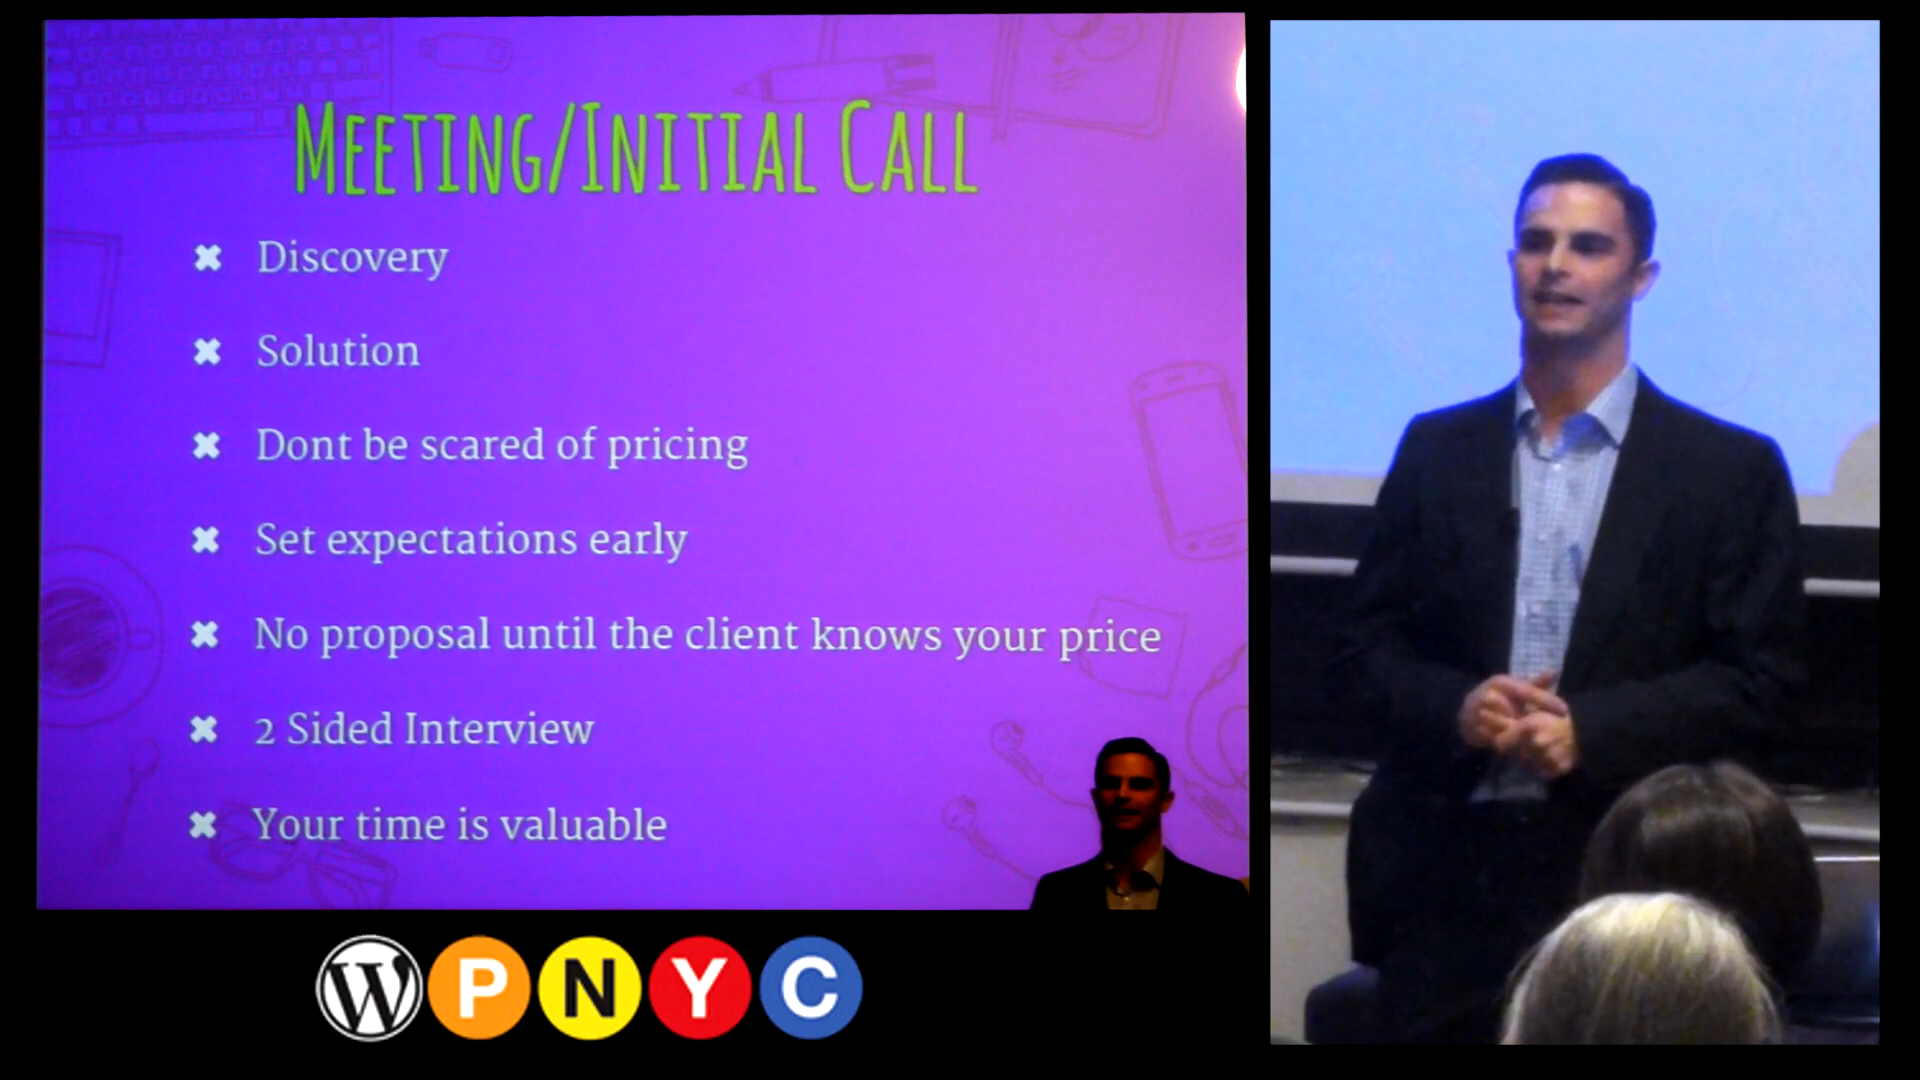 MEETING/INITIAL CALL
✖ Discovery
✖ Solution
✖ Dont be scared of pricing
✖ Set expectations early
✖ No proposal until the client knows your price
✖ 2 Sided Interview
✖ Your time is valuable
W P N Y C